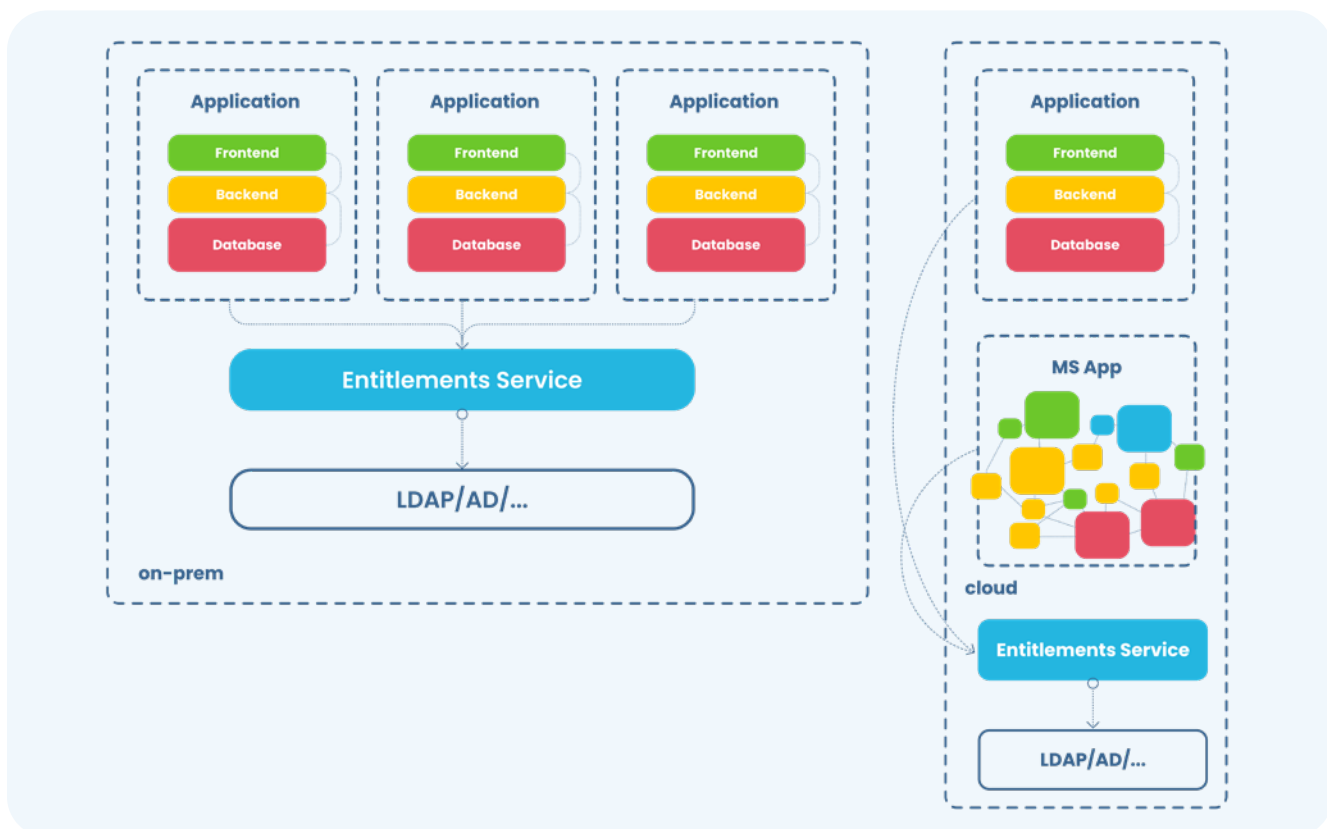 Application
Frontend
Backend
Database
Application
Frontend
Backend
Database
Application
Frontend
Backend
Database
Entitlements Service
LDAP/AD/...
on-prem
Application
Frontend
Backend
Database
MS App
cloud
Entitlements Service
LDAP/AD/...